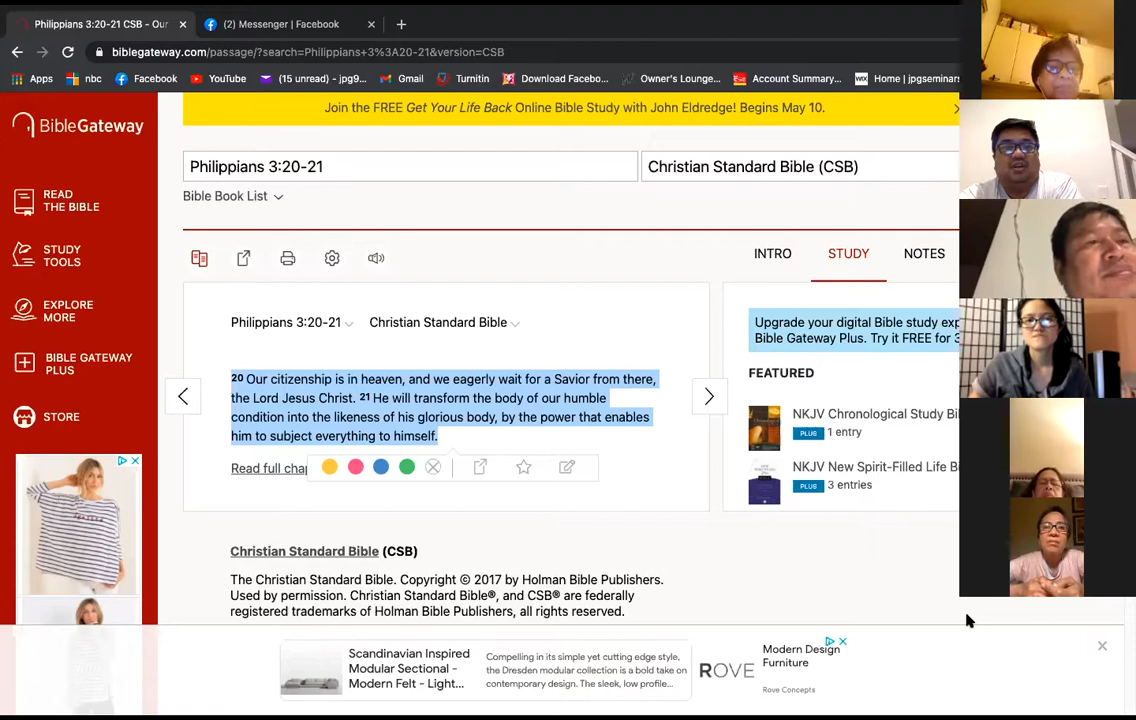 Philippians 3:20-21 CSB - Ou
(2) Messenger | Facebook
biblegateway.com/passage/?search=Philippians+3%3A20-21&version=CSB
Apps
nbc
Facebook
YouTube
(15 unread) - jpg9...
Gmail
Turnitin
Download Facebo...
Owner's Lounge...
Account Summary...
WIX
Home | jpgseminars
Join the FREE Get Your Life Back Online Bible Study with John Eldredge! Begins May 10.
BibleGateway
Philippians 3:20-21
Christian Standard Bible (CSB)
Bible Book List
READ
THE BIBLE
STUDY
TOOLS
EXPLORE
MORE
BIBLE GATEWAY
PLUS
STORE
INTRO
STUDY
NOTES
Philippians 3:20-21
Christian Standard Bible
20 Our citizenship is in heaven, and we eagerly wait for a Savior from there,
the Lord Jesus Christ. 21 He will transform the body of our humble
condition into the likeness of his glorious body, by the power that enables
him to subject everything to himself.
Read full chap
Upgrade your digital Bible study exp
Bible Gateway Plus. Try it FREE for 3
FEATURED
NKJV Chronological Study Bi
PLUS 1 entry
NKJV New Spirit-Filled Life B
PLUS 3 entries
Christian Standard Bible (CSB)
The Christian Standard Bible. Copyright © 2017 by Holman Bible Publishers.
Used by permission. Christian Standard Bible®, and CSB® are federally
registered trademarks of Holman Bible Publishers, all rights reserved.
Scandinavian Inspired
Modular Sectional -
Modern Felt - Light...
Compelling in its simple yet cutting edge style,
the Dresden modular collection is a bold take on
contemporary design. The sleek, low profile...
ROVE
Modern Design
Furniture
Rove Concepts